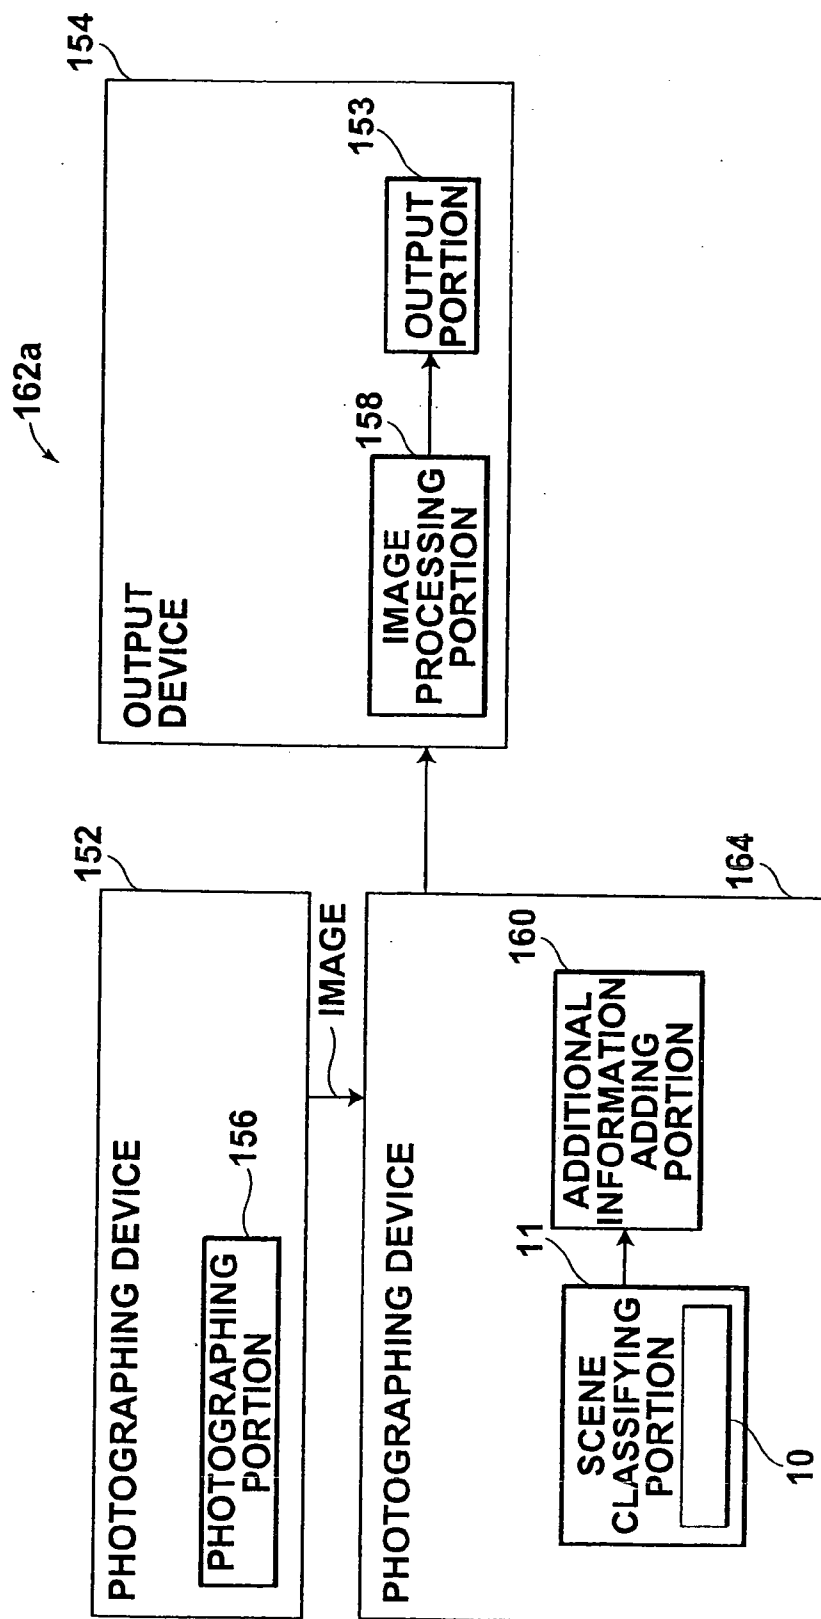 162a
PHOTOGRAPHING DEVICE
152
PHOTOGRAPHING
PORTION
156
IMAGE
PHOTOGRAPHING DEVICE
164
SCENE
CLASSIFYING
PORTION
11
10
ADDITIONAL
INFORMATION
ADDING
PORTION
160
OUTPUT
DEVICE
154
IMAGE
PROCESSING
PORTION
158
OUTPUT
PORTION
153